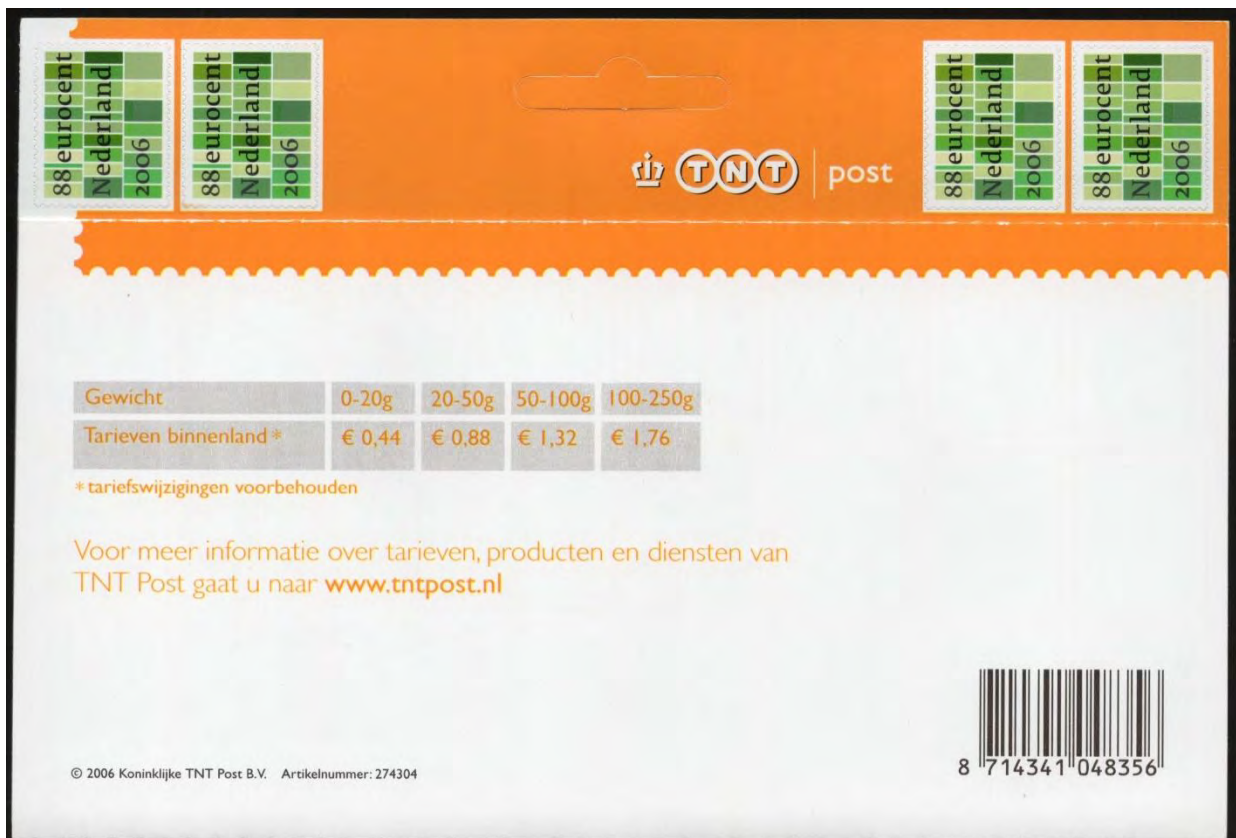 88 eurocent
Nederland
2006
88 eurocent
Nederland
2006
TNT post
88 eurocent
Nederland
2006
88 eurocent
Nederland
2006
Gewicht 0-20g 20-50g 50-100g 100-250g
Tarieven binnenland* € 0,44 € 0,88 € 1,32 € 1,76
*tariefswijzigingen voorbehouden
Voor meer informatie over tarieven, producten en diensten van
TNT Post gaat u naar www.tntpost.nl
© 2006 Koninklijke TNT Post B.V. Artikelnummer: 274304
8 714341 048356